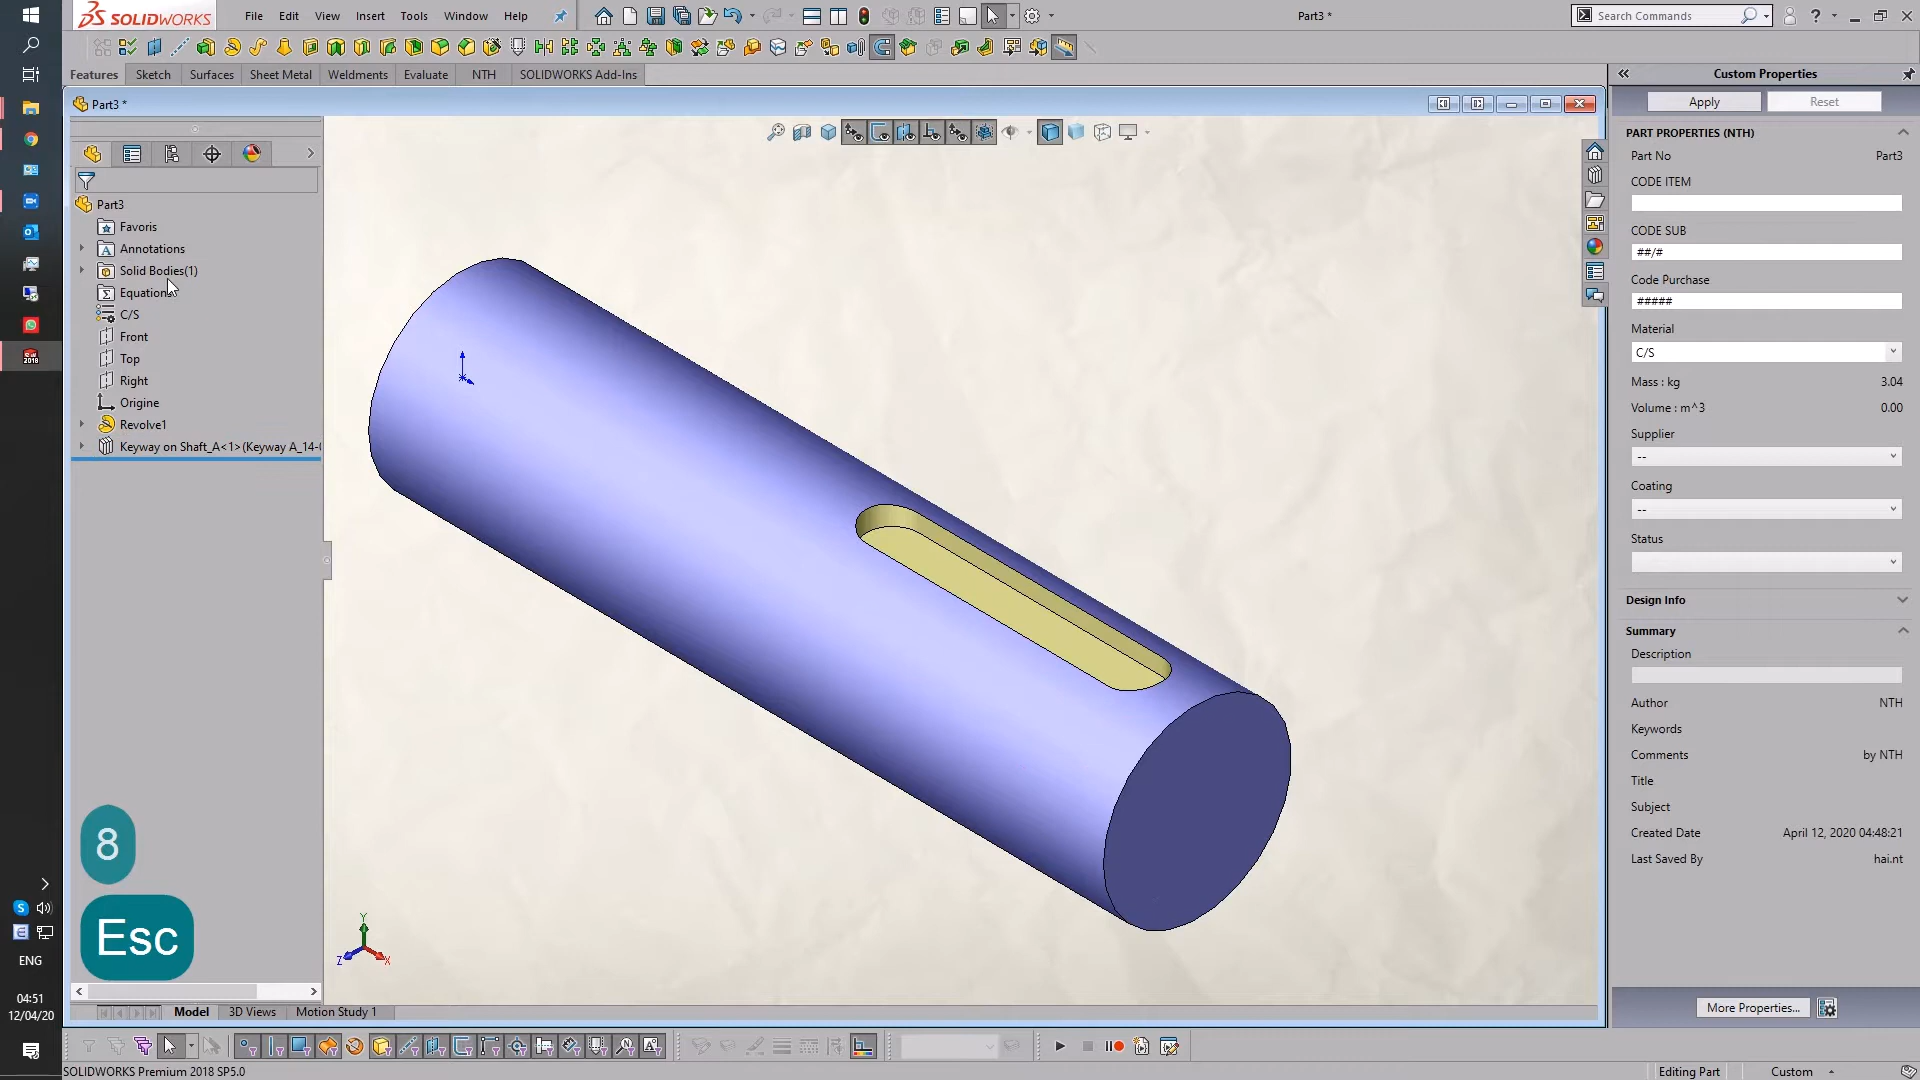 SOLIDWORKS
File Edit View Insert Tools Window Help
Part3 *
Search Commands
Features Sketch Surfaces Sheet Metal Weldments Evaluate NTH SOLIDWORKS Add-Ins
Part3 *
Part3
Favoris
Annotations
Solid Bodies(1)
Equations
C/S
Front
Top
Right
Origine
Revolve1
Keyway on Shaft_A<1>(Keyway A_14-
8
Esc
Y
Z
X
Model 3D Views Motion Study 1
SOLIDWORKS Premium 2018 SP5.0
Editing Part Custom
ENG
04:51
12/04/20
Custom Properties
Apply Reset
PART PROPERTIES (NTH)
Part No Part3
CODE ITEM
CODE SUB
##/#
Code Purchase
#####
Material
C/S
Mass : kg 3.04
Volume : m^3 0.00
Supplier
--
Coating
--
Status
Design Info
Summary
Description
Author NTH
Keywords
Comments by NTH
Title
Subject
Created Date April 12, 2020 04:48:21
Last Saved By hai.nt
More Properties...